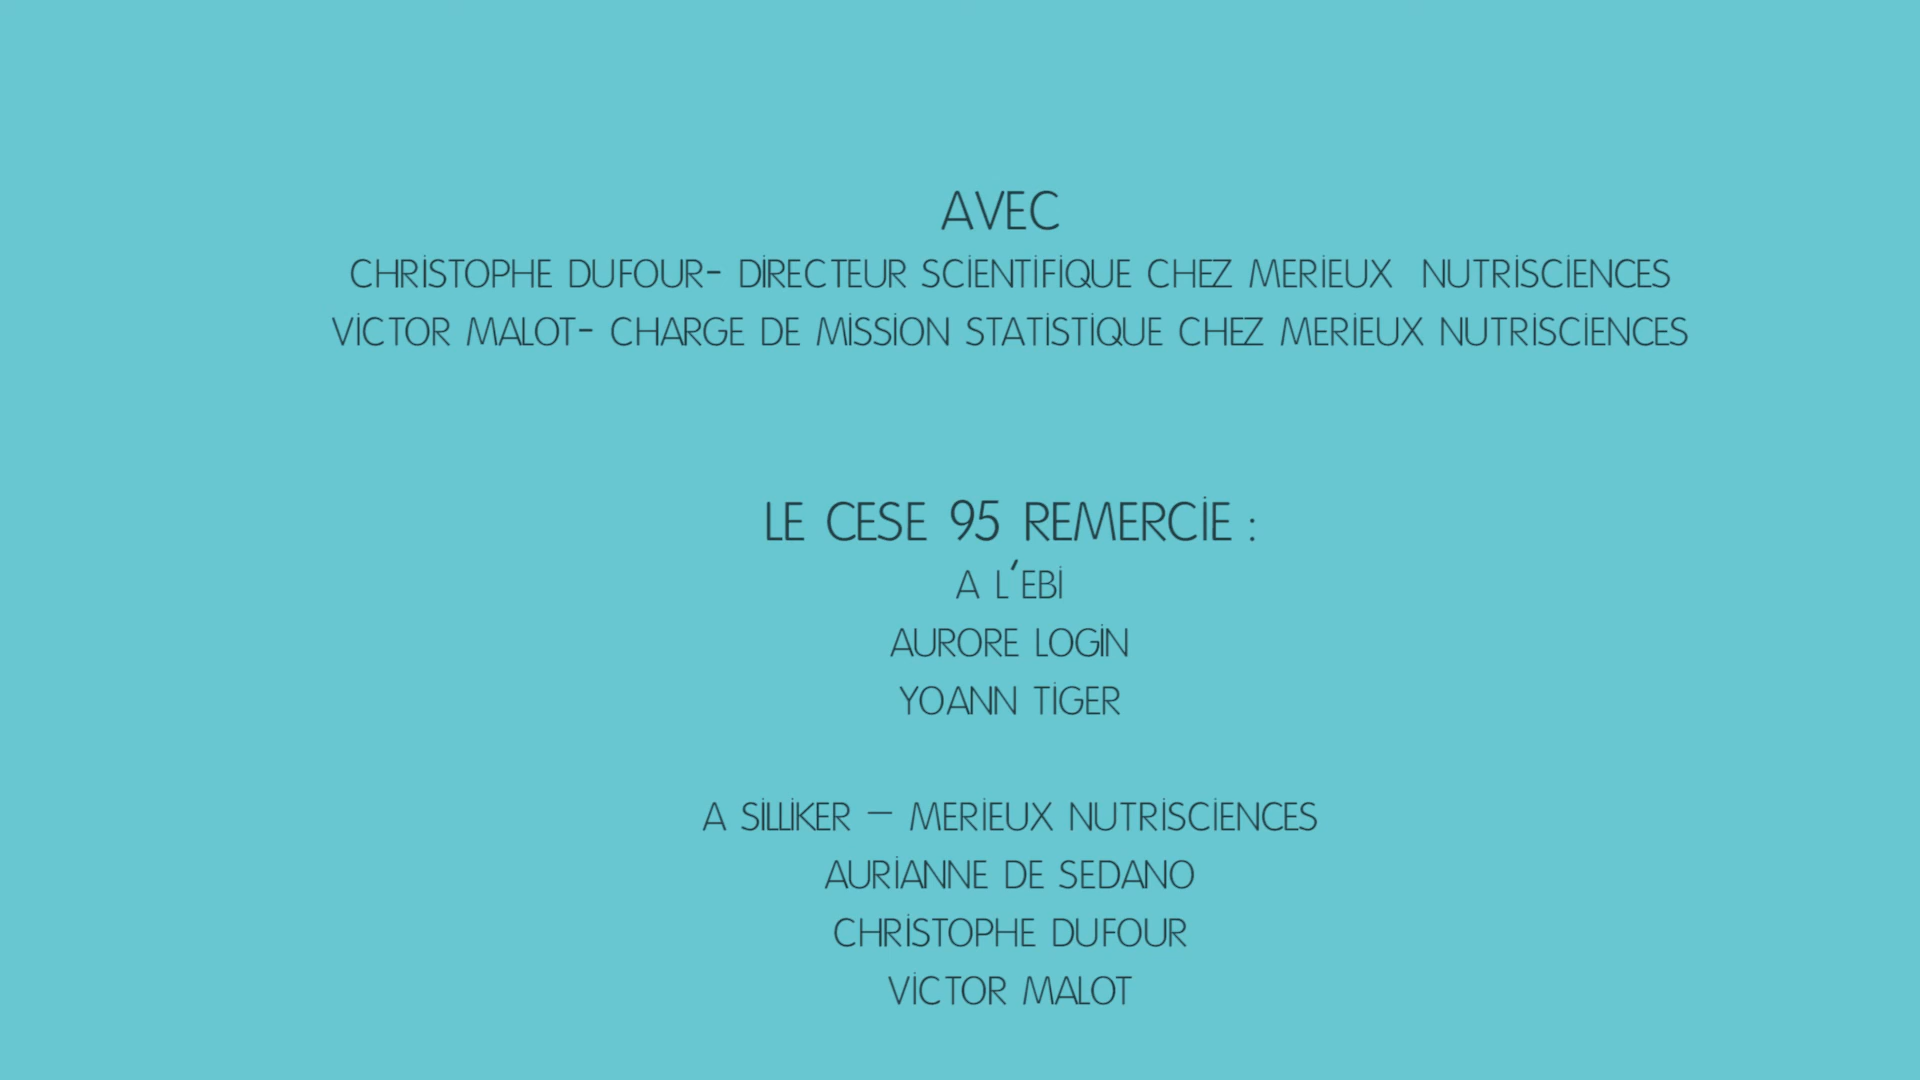 AVEC
CHRISTOPHE DUFOUR- DIRECTEUR SCIENTIFIQUE CHEZ MERIEUX NUTRISCIENCES
VICTOR MALOT- CHARGE DE MISSION STATISTIQUE CHEZ MERIEUX NUTRISCIENCES
LE CESE 95 REMERCIE :
A L'EBI
AURORE LOGIN
YOANN TIGER
A SILLIKER – MERIEUX NUTRISCIENCES
AURIANNE DE SEDANO
CHRISTOPHE DUFOUR
VICTOR MALOT